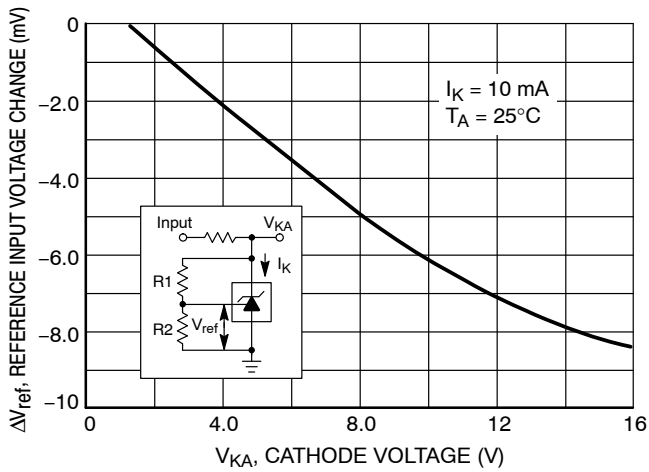 ΔVref, REFERENCE INPUT VOLTAGE CHANGE (mV)
0
−2.0
−4.0
−6.0
−8.0
−10
IK = 10 mA
TA = 25°C
Input
VKA
IK
R1
R2
Vref
0
4.0
8.0
12
16
VKA, CATHODE VOLTAGE (V)